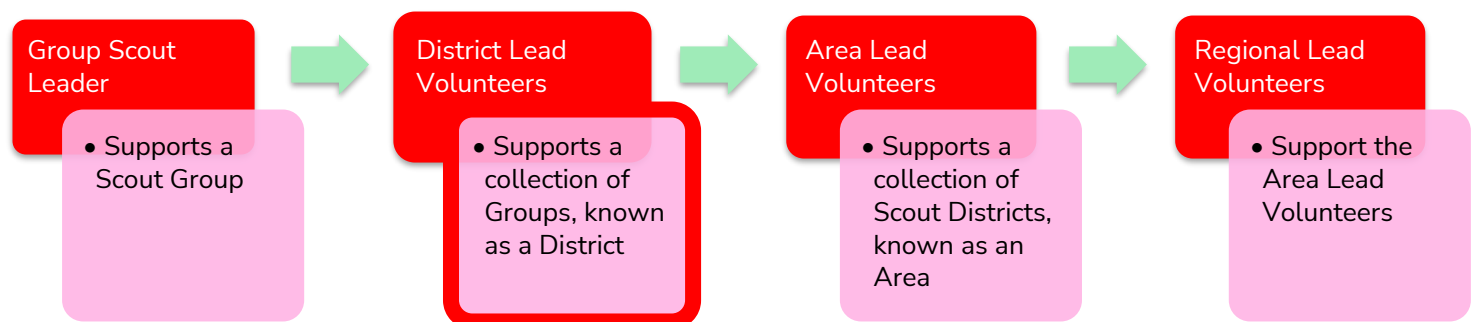 Group Scout
Leader
• Supports a
Scout Group
District Lead
Volunteers
• Supports a
collection of
Groups, known
as a District
Area Lead
Volunteers
• Supports a
collection of
Scout Districts,
known as an
Area
Regional Lead
Volunteers
• Support the
Area Lead
Volunteers